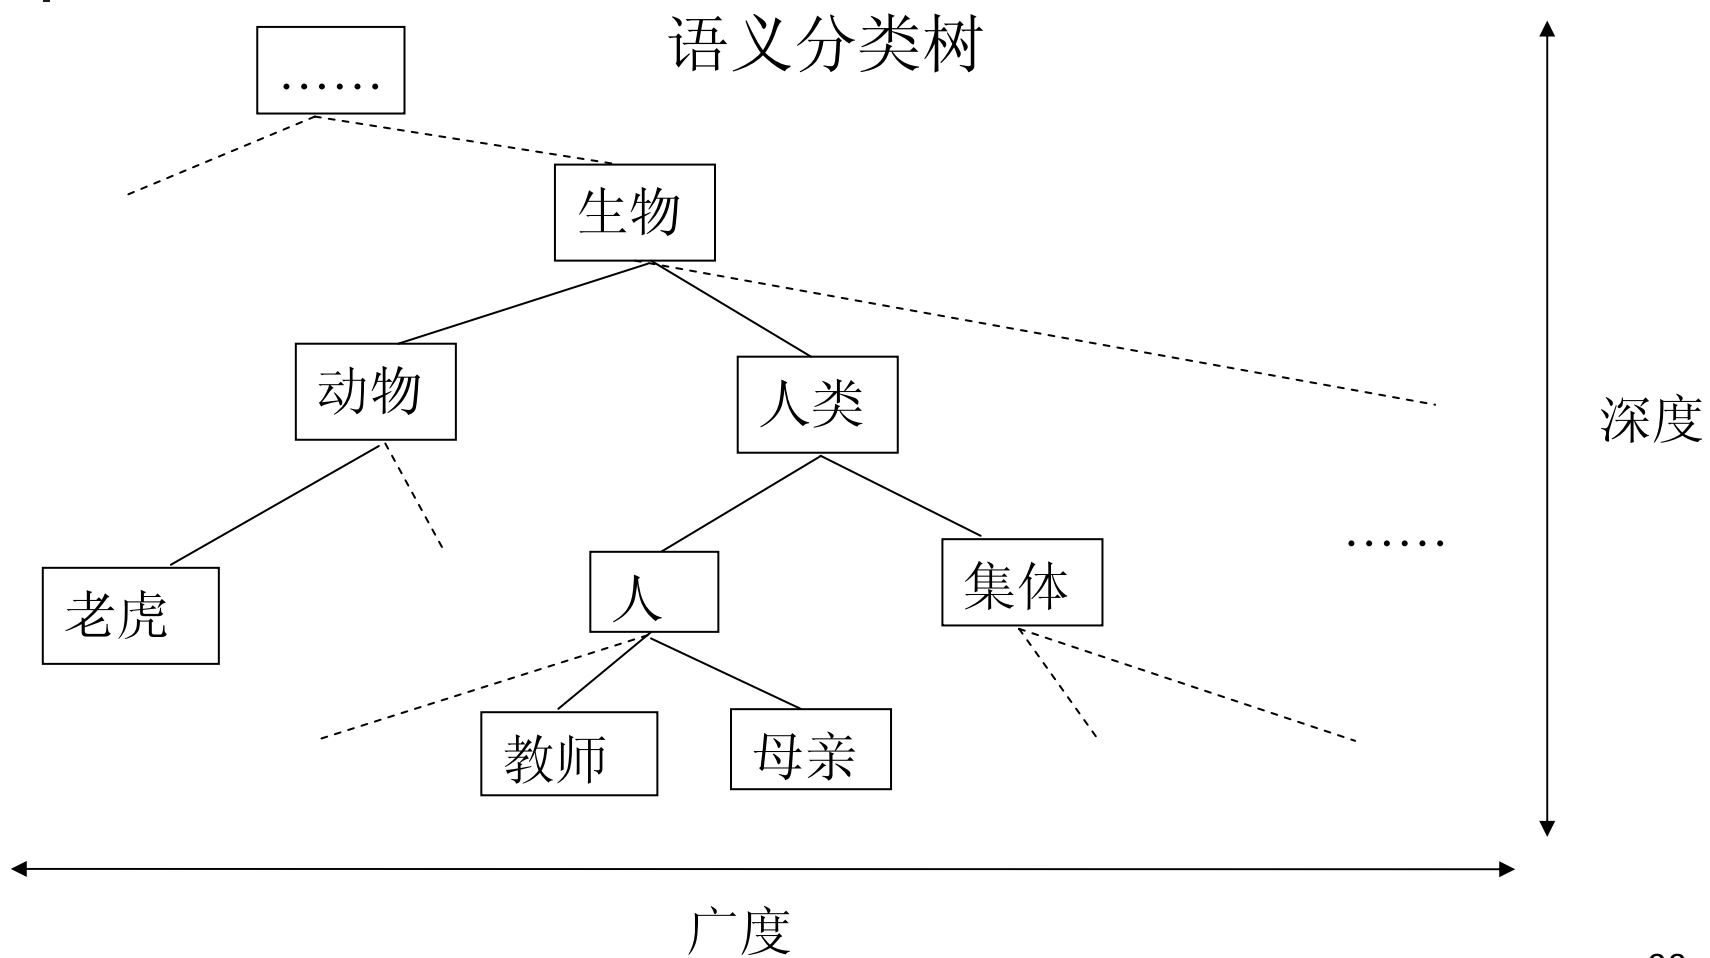 语义分类树
……
生物
动物
人类
深度
人
集体
……
老虎
教师
母亲
广度